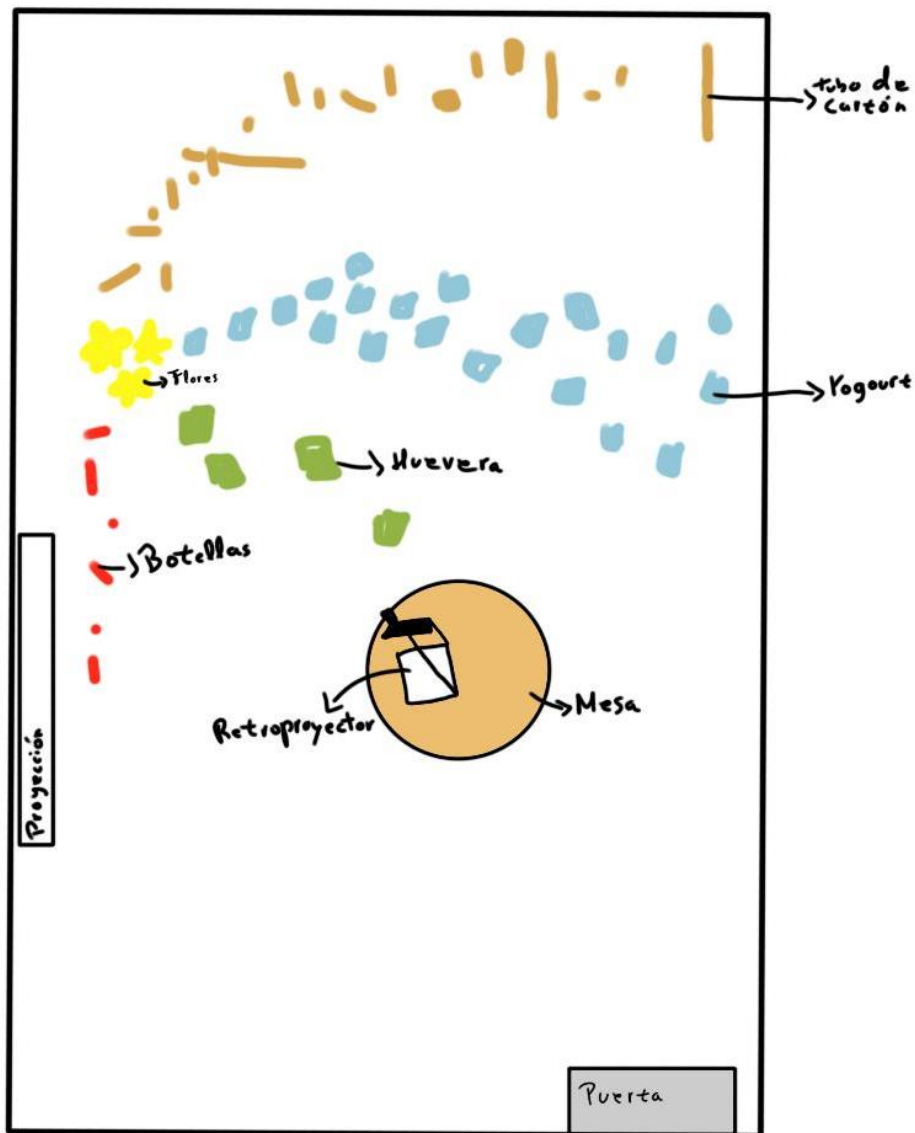 tubo de
cartón
Yogourt
Flores
Huevera
Botellas
Retroproyector
Mesa
Proyección
Puerta